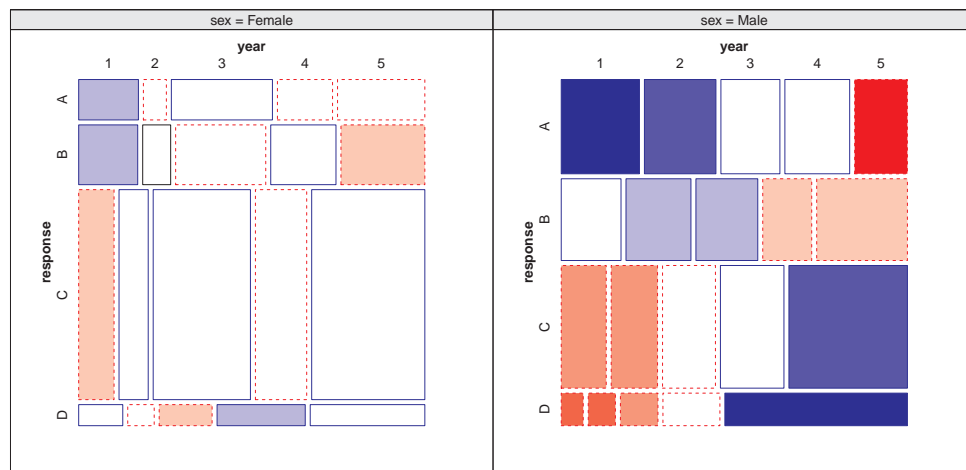 sex = Female
year
1 2 3 4 5
response
A
B
C
D
sex = Male
year
1 2 3 4 5
response
A
B
C
D